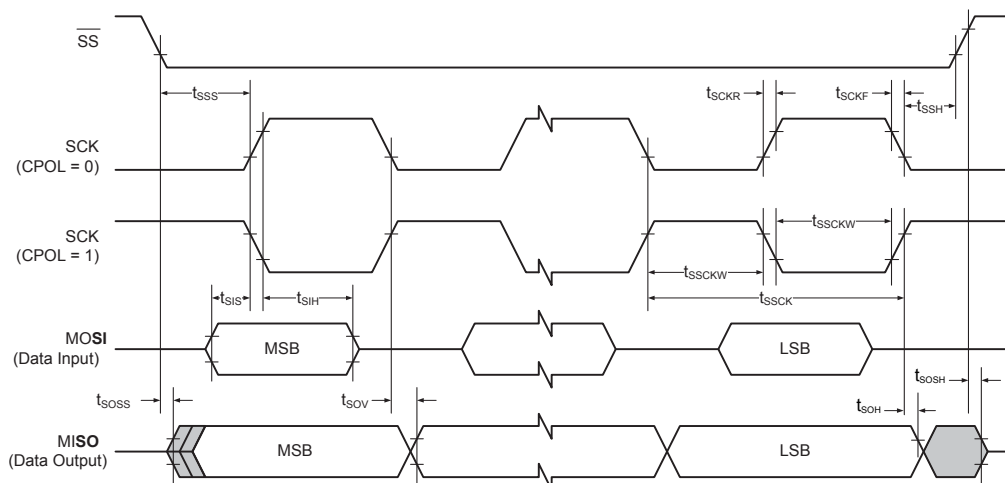 SS
tSSS
tSCKR
tSCKF
tSSH
SCK
(CPOL = 0)
SCK
(CPOL = 1)
tSSCKW
tSSCKW
tSIS
tSIH
tSSCK
MOSI
(Data Input)
MSB
LSB
tSOSS
tSOV
tSOH
tSOSH
MISO
(Data Output)
MSB
LSB